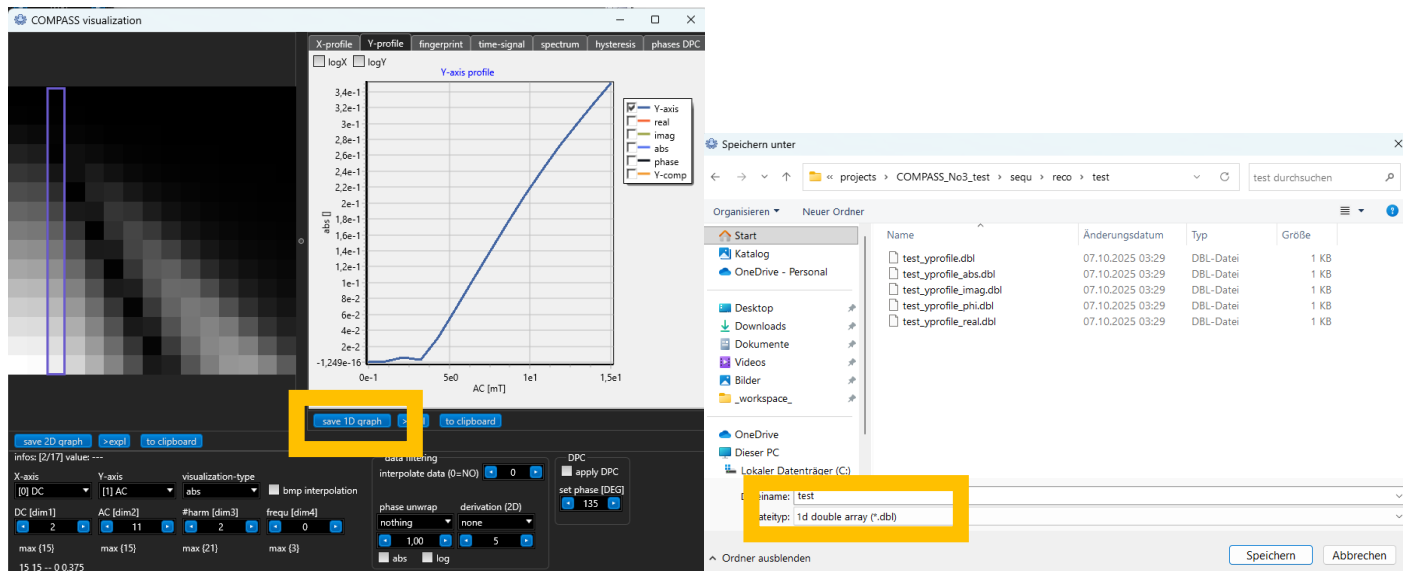 COMPASS visualization
X-profile Y-profile fingerprint time-signal spectrum hysteresis phases DPC
logX logY
Y-axis profile
3,4e-1
3,2e-1
3e-1
2,8e-1
2,6e-1
2,4e-1
2,2e-1
2e-1
1,8e-1
1,6e-1
1,4e-1
1,2e-1
1e-1
8e-2
6e-2
4e-2
2e-2
-1,249e-16
abs []
0e-1 5e0 1e1 1,5e1
AC [mT]
Y-axis
real
imag
abs
phase
Y-comp
save 1D graph to clipboard
save 2D graph >expl to clipboard
infos: [2/17] value: ---
X-axis Y-axis visualization-type
[0] DC [1] AC abs bmp interpolation
DC [dim1] AC [dim2] #harm [dim3] frequ [dim4]
2 11 2 0
max {15} max {15} max {21} max {3}
15 15 -- 0 0.375
data filtering
interpolate data (0=NO) 0
phase unwrap derivation (2D)
nothing none
1,00 5
abs log
DPC
apply DPC
set phase [DEG]
135
Speichern unter
« projects › COMPASS_No3_test › sequ › reco › test
test durchsuchen
Organisieren Neuer Ordner
Start
Katalog
OneDrive - Personal
Desktop
Downloads
Dokumente
Videos
Bilder
_workspace_
OneDrive
Dieser PC
Lokaler Datenträger (C:)
Name Änderungsdatum Typ Größe
test_yprofile.dbl 07.10.2025 03:29 DBL-Datei 1 KB
test_yprofile_abs.dbl 07.10.2025 03:29 DBL-Datei 1 KB
test_yprofile_imag.dbl 07.10.2025 03:29 DBL-Datei 1 KB
test_yprofile_phi.dbl 07.10.2025 03:29 DBL-Datei 1 KB
test_yprofile_real.dbl 07.10.2025 03:29 DBL-Datei 1 KB
test
1d double array (*.dbl)
Ordner ausblenden
Speichern Abbrechen